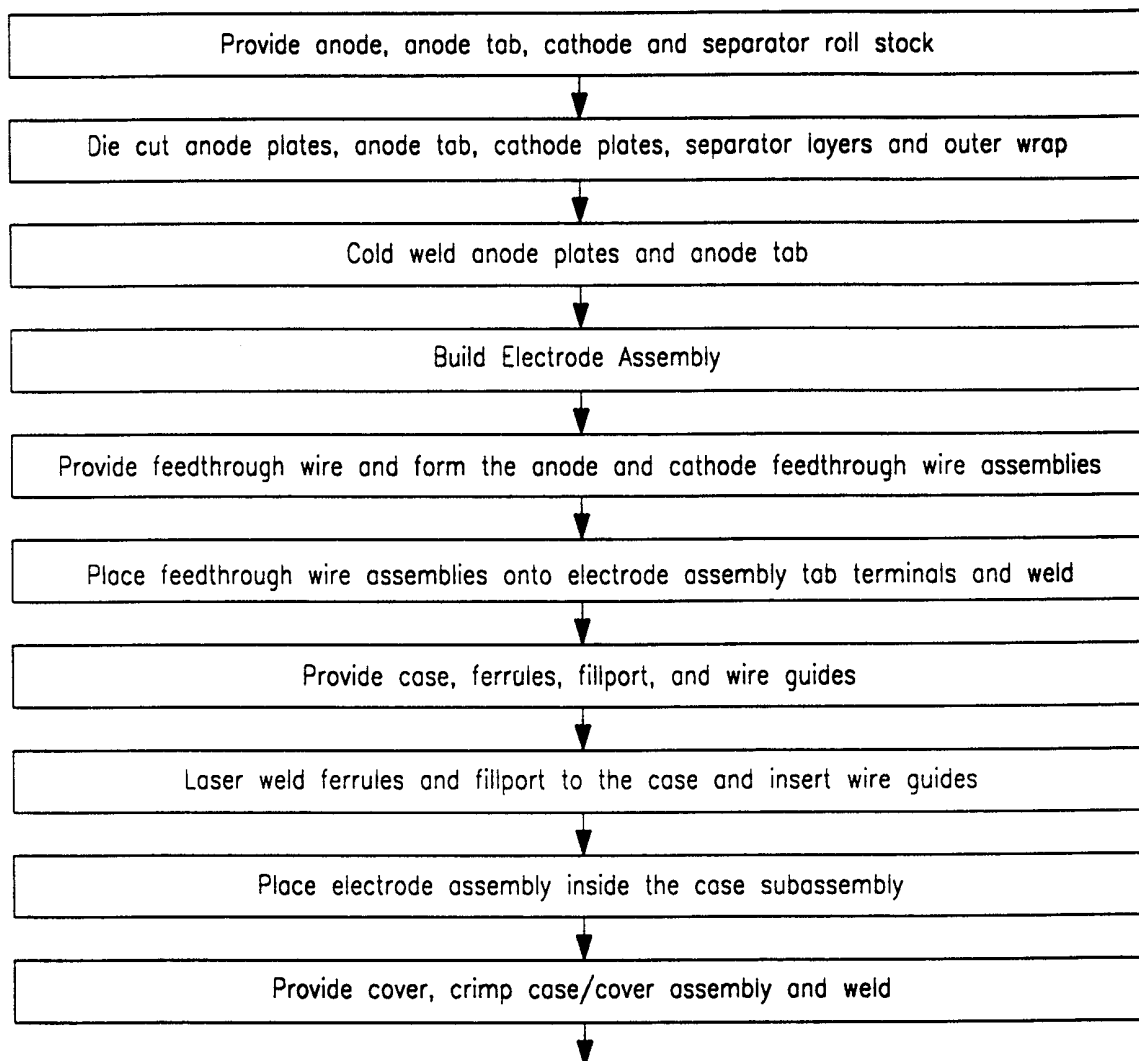 Provide anode, anode tab, cathode and separator roll stock
Die cut anode plates, anode tab, cathode plates, separator layers and outer wrap
Cold weld anode plates and anode tab
Build Electrode Assembly
Provide feedthrough wire and form the anode and cathode feedthrough wire assemblies
Place feedthrough wire assemblies onto electrode assembly tab terminals and weld
Provide case, ferrules, fillport, and wire guides
Laser weld ferrules and fillport to the case and insert wire guides
Place electrode assembly inside the case subassembly
Provide cover, crimp case/cover assembly and weld